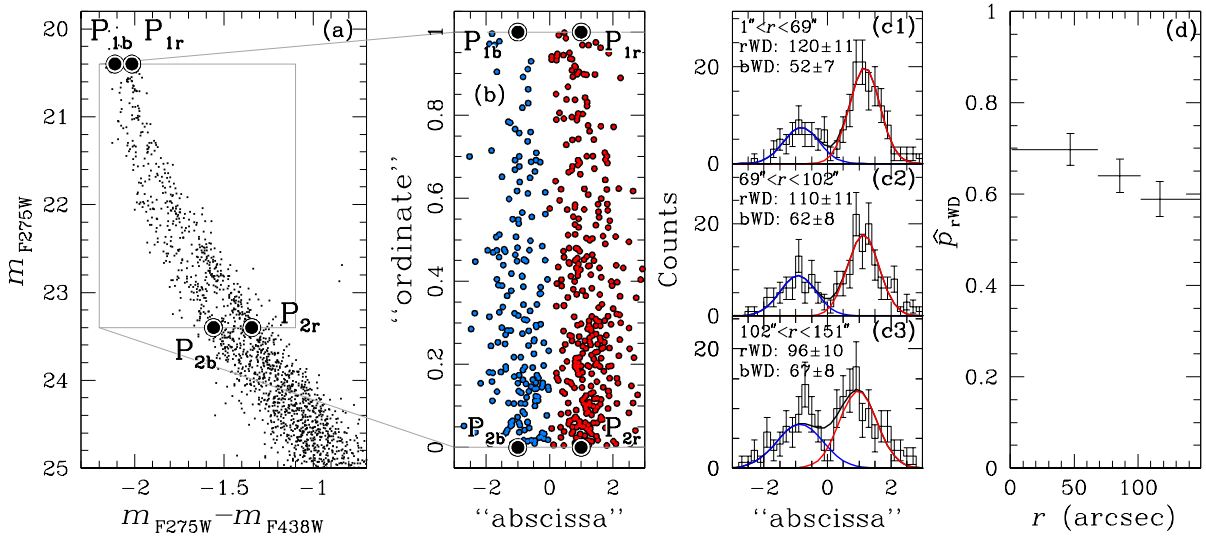 (a)
P1b P1r
P2r
P2b
20
21
22
23
24
25
mF275W
−2 −1.5 −1
mF275W−mF438W
P1b P1r
(b)
P2b P2r
1
0.8
0.6
0.4
0.2
0
“ordinate”
−2 0 2
“abscissa”
(c1)
1″<r<69″
rWD: 120±11
bWD: 52±7
20
0
(c2)
69″<r<102″
rWD: 110±11
bWD: 62±8
20
0
(c3)
102″<r<151″
rWD: 96±10
bWD: 67±8
20
0
Counts
−2 0 2
“abscissa”
(d)
1
0.8
0.6
0.4
0.2
0
p̂rWD
0 50 100
r (arcsec)